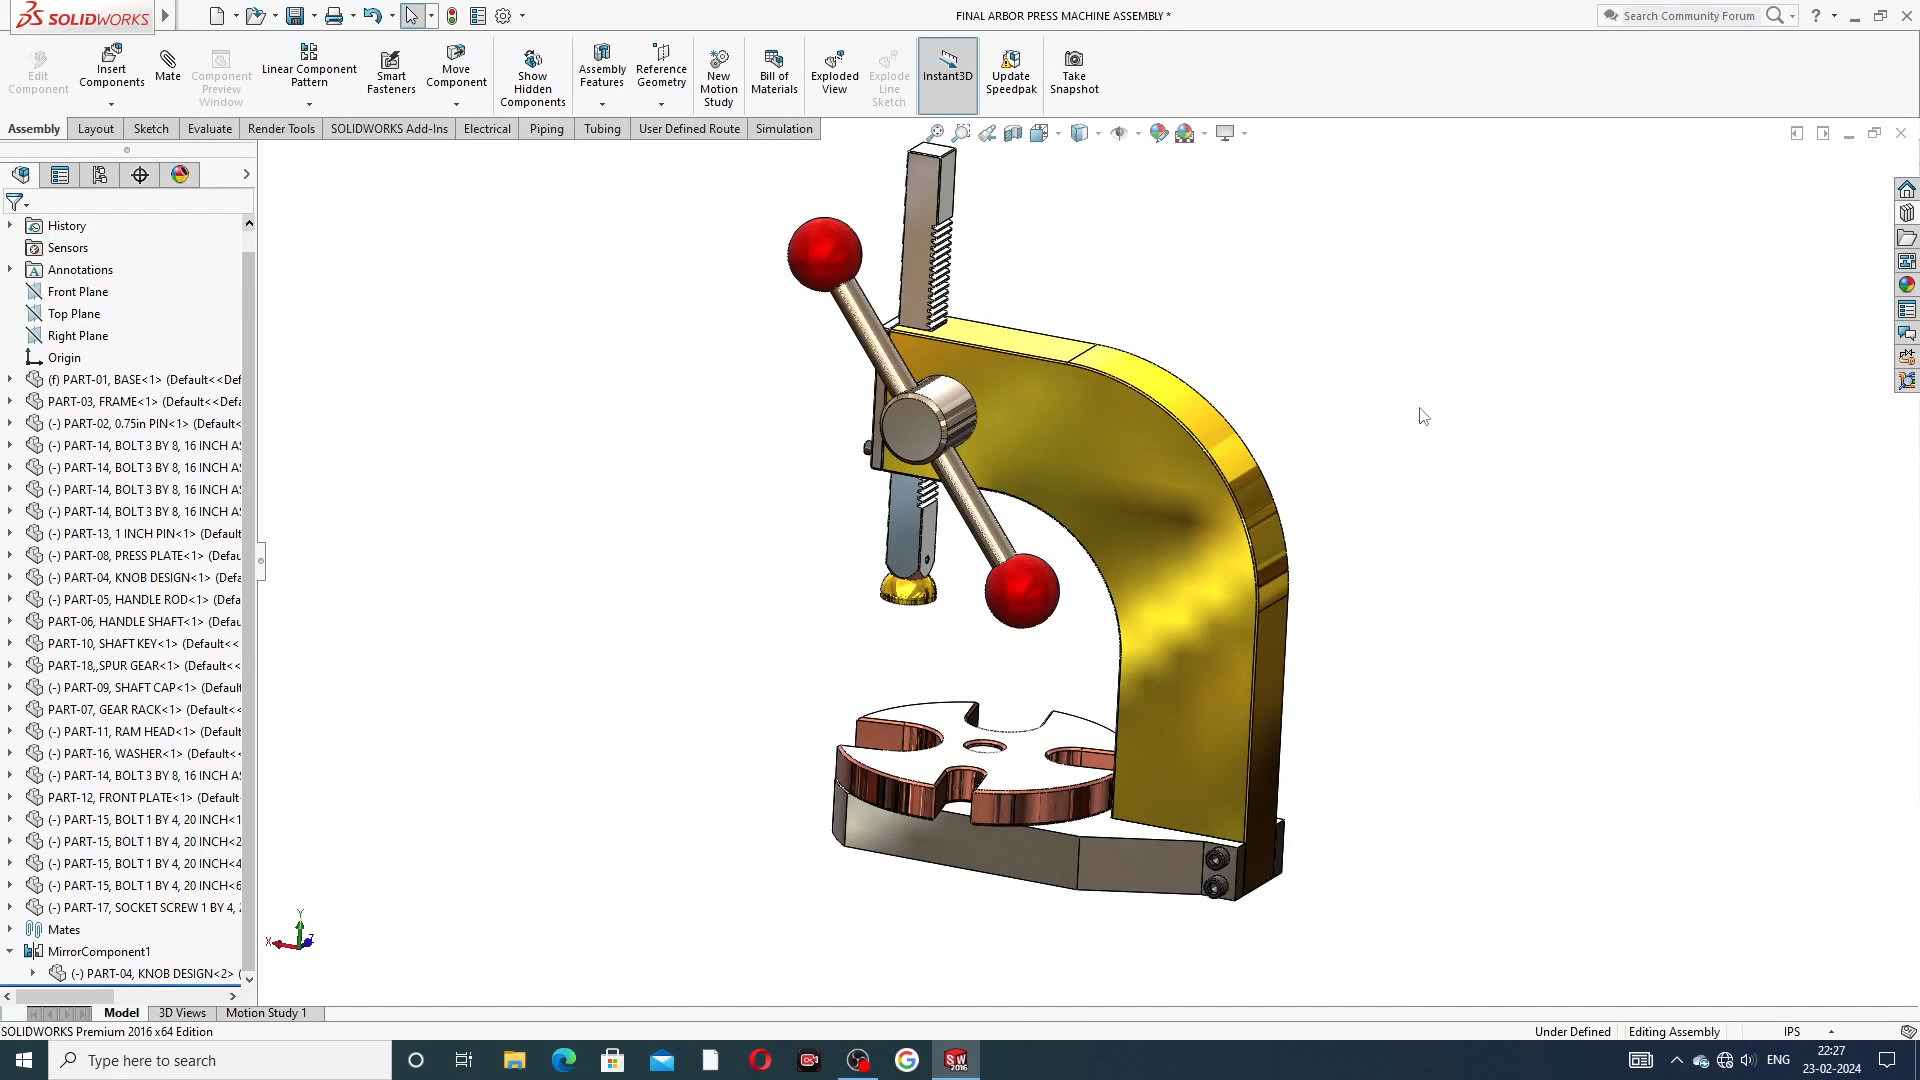 SOLIDWORKS
FINAL ARBOR PRESS MACHINE ASSEMBLY *
Search Community Forum
?
Edit Component
Insert Components
Mate
Component Preview Window
Linear Component Pattern
Smart Fasteners
Move Component
Show Hidden Components
Assembly Features
Reference Geometry
New Motion Study
Bill of Materials
Exploded View
Explode Line Sketch
Instant3D
Update Speedpak
Take Snapshot
Assembly
Layout
Sketch
Evaluate
Render Tools
SOLIDWORKS Add-Ins
Electrical
Piping
Tubing
User Defined Route
Simulation
History
Sensors
Annotations
Front Plane
Top Plane
Right Plane
Origin
(f) PART-01, BASE<1> (Default<<Def
PART-03, FRAME<1> (Default<<Defa
(-) PART-02, 0.75in PIN<1> (Default<
(-) PART-14, BOLT 3 BY 8, 16 INCH A
(-) PART-14, BOLT 3 BY 8, 16 INCH A
(-) PART-14, BOLT 3 BY 8, 16 INCH A
(-) PART-14, BOLT 3 BY 8, 16 INCH A
(-) PART-13, 1 INCH PIN<1> (Default
(-) PART-08, PRESS PLATE<1> (Defau
(-) PART-04, KNOB DESIGN<1> (Defa
(-) PART-05, HANDLE ROD<1> (Defa
(-) PART-06, HANDLE SHAFT<1> (Defau
(-) PART-10, SHAFT KEY<1> (Default<<
(-) PART-18,,SPUR GEAR<1> (Default<<
(-) PART-09, SHAFT CAP<1> (Default
PART-07, GEAR RACK<1> (Default<<
(-) PART-11, RAM HEAD<1> (Default<
(-) PART-16, WASHER<1> (Default<<
(-) PART-14, BOLT 3 BY 8, 16 INCH A
PART-12, FRONT PLATE<1> (Default
(-) PART-15, BOLT 1 BY 4, 20 INCH<1
(-) PART-15, BOLT 1 BY 4, 20 INCH<2
(-) PART-15, BOLT 1 BY 4, 20 INCH<4
(-) PART-15, BOLT 1 BY 4, 20 INCH<6
(-) PART-17, SOCKET SCREW 1 BY 4,
Mates
MirrorComponent1
(-) PART-04, KNOB DESIGN<2> (
Y
X
Z
Model
3D Views
Motion Study 1
SOLIDWORKS Premium 2016 x64 Edition
Under Defined
Editing Assembly
IPS
Type here to search
SW 2016
ENG
22:27
23-02-2024